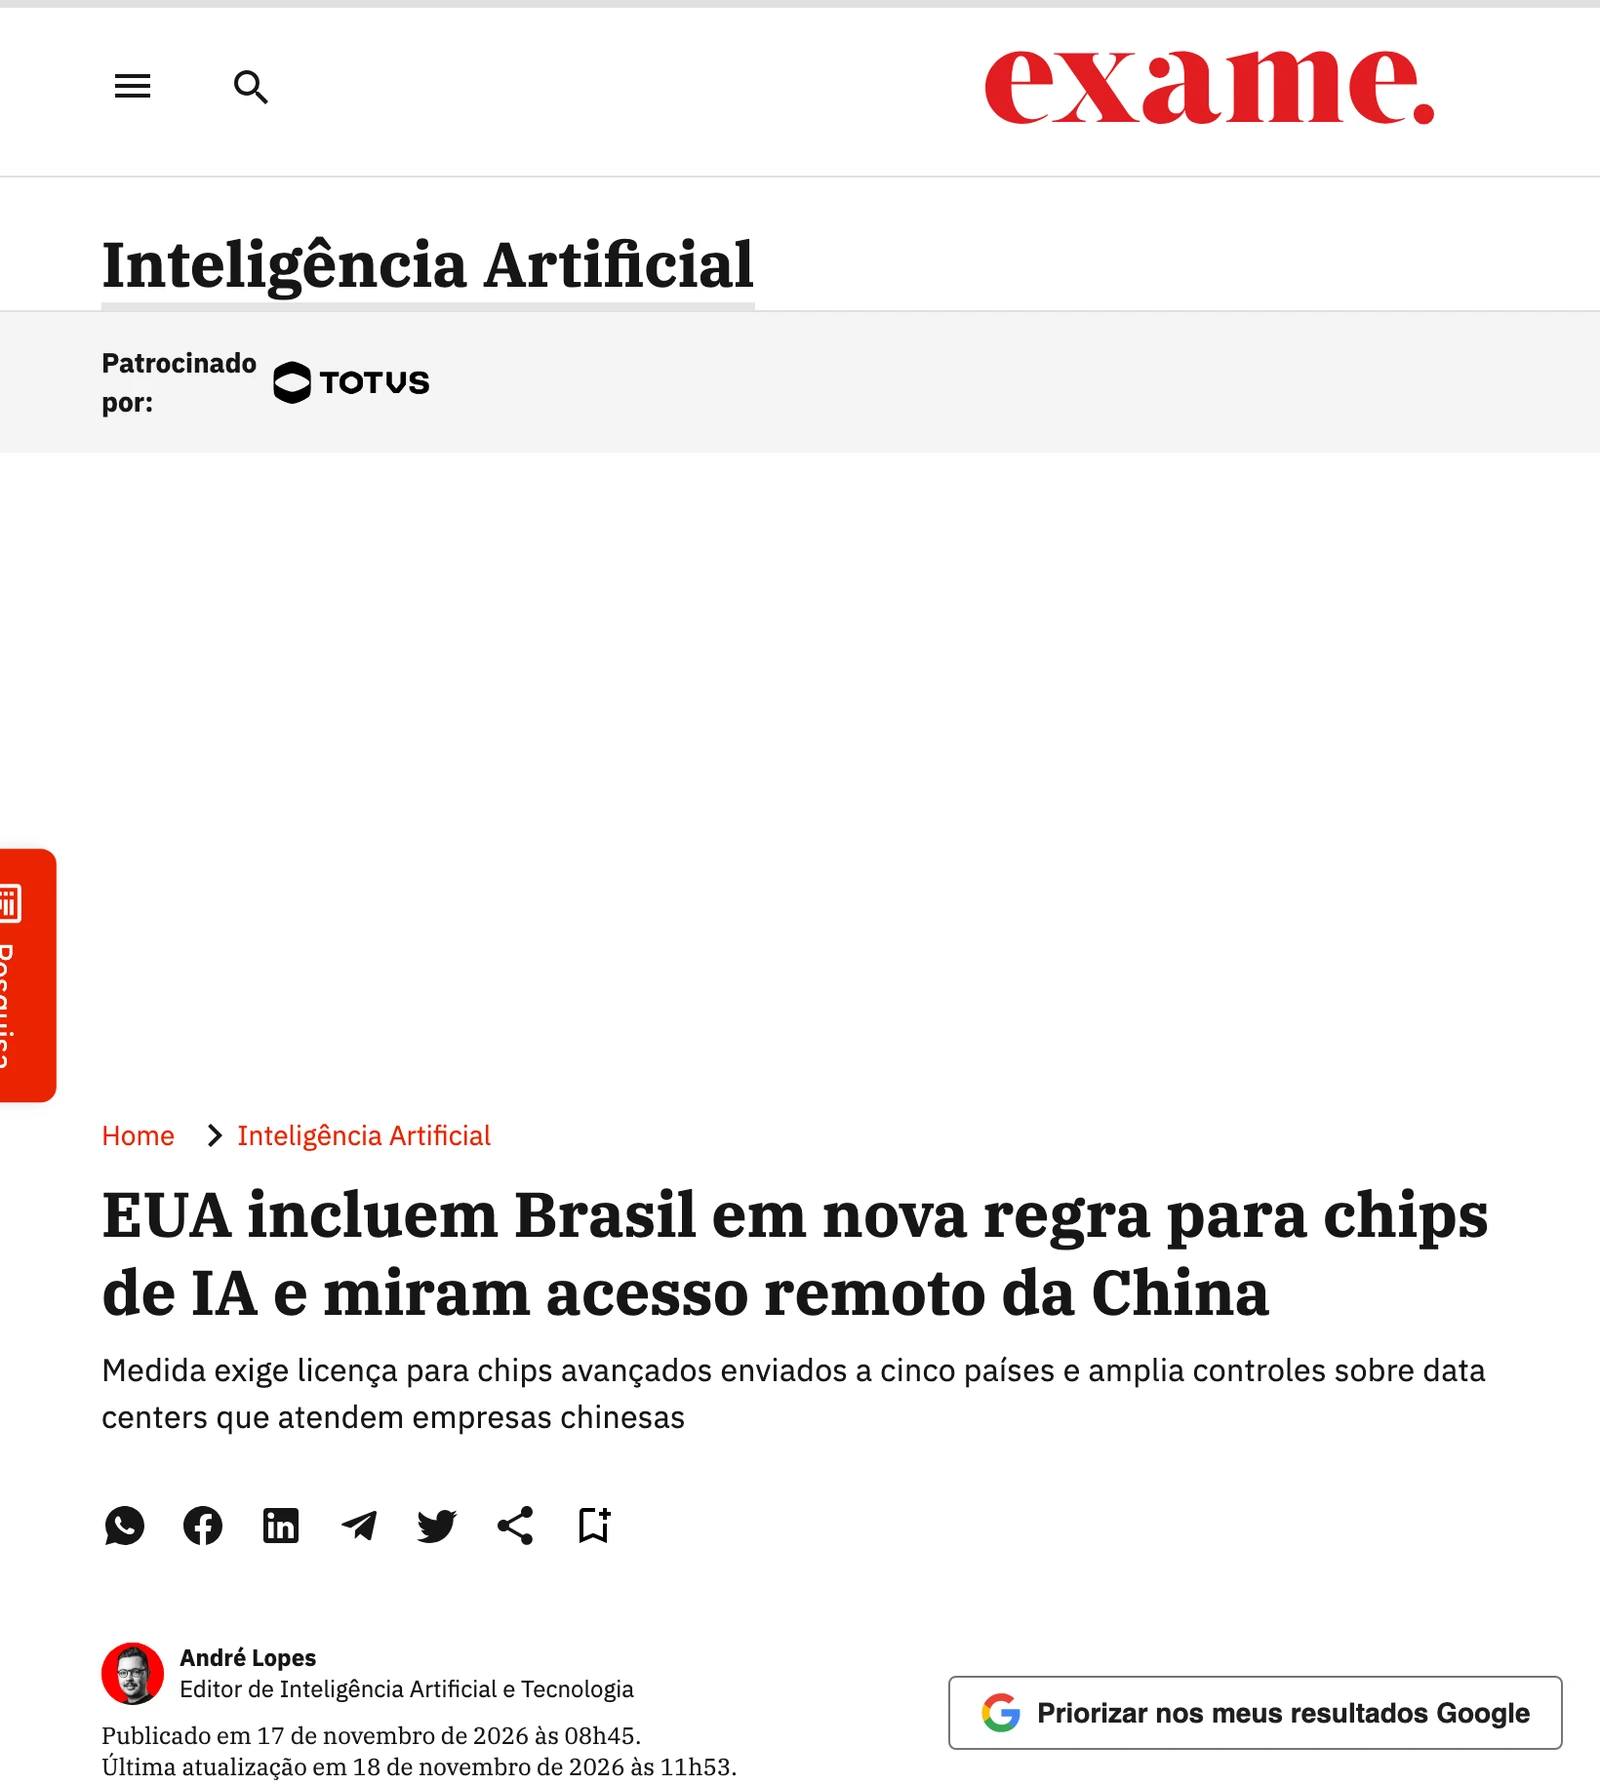 exame.
Inteligência Artificial
Patrocinado
por:
TOTVS
Pesquisa
Home
Inteligência Artificial
EUA incluem Brasil em nova regra para chips
de IA e miram acesso remoto da China
Medida exige licença para chips avançados enviados a cinco países e amplia controles sobre data
centers que atendem empresas chinesas
André Lopes
Editor de Inteligência Artificial e Tecnologia
Publicado em 17 de novembro de 2026 às 08h45.
Última atualização em 18 de novembro de 2026 às 11h53.
Priorizar nos meus resultados Google